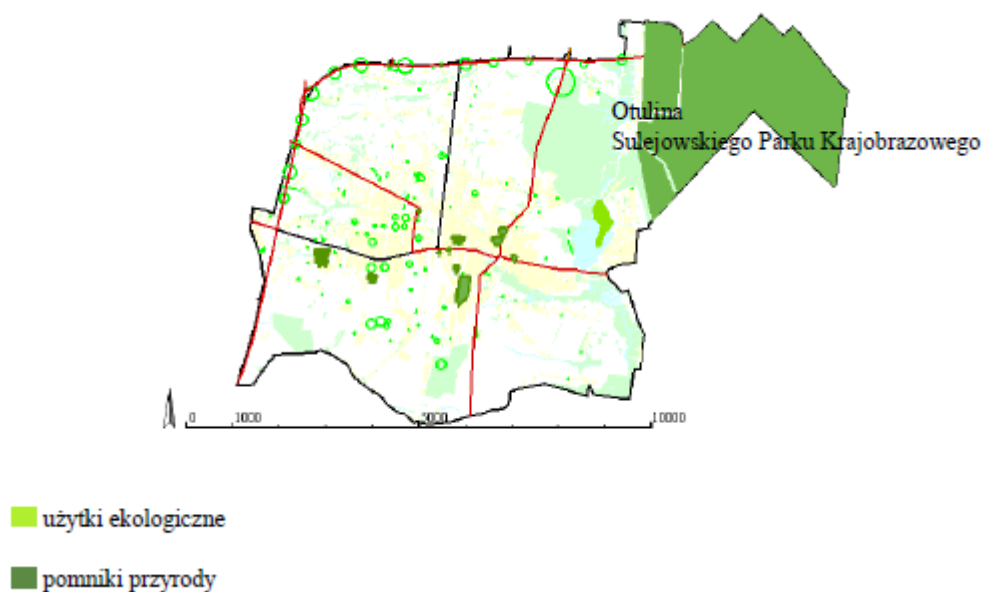 Otulina
Sulejowskiego Parku Krajobrazowego
0 1000 5000 10000
użytki ekologiczne
pomniki przyrody